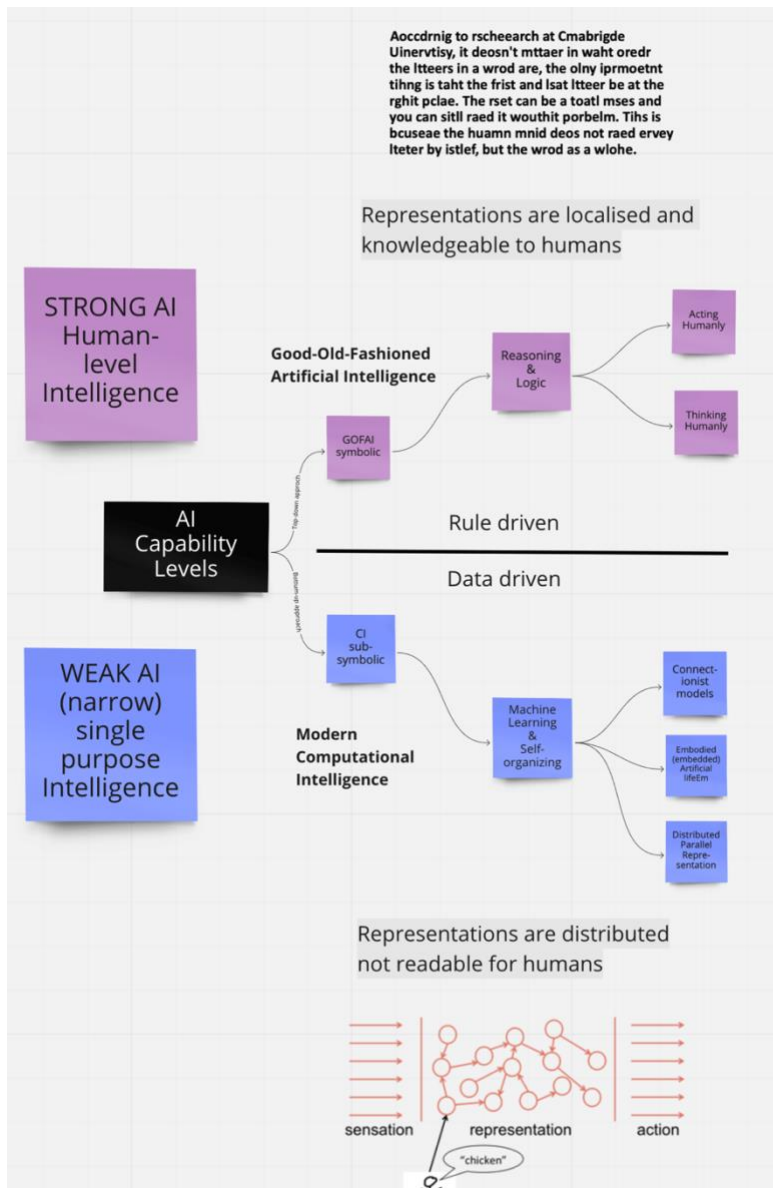 Aoccdrnig to rscheearch at Cmabrigde
Uinervtisy, it deosn't mttaer in waht oredr
the ltteers in a wrod are, the olny iprmoetnt
tihng is taht the frist and lsat ltteer be at the
rghit pclae. The rset can be a toatl mses and
you can sitll raed it wouthit porbelm. Tihs is
bcuseae the huamn mnid deos not raed ervey
lteter by istlef, but the wrod as a wlohe.
Representations are localised and
knowledgeable to humans
STRONG AI
Human-
level
Intelligence
Good-Old-Fashioned
Artificial Intelligence
Reasoning
&
Logic
Acting
Humanly
Thinking
Humanly
GOFAI
symbolic
Top-down approch
AI
Capability
Levels
Rule driven
Data driven
Bottom-up approach
CI
sub-
symbolic
WEAK AI
(narrow)
single
purpose
Intelligence
Modern
Computational
Intelligence
Machine
Learning
&
Self-
organizing
Connect-
ionist
models
Embodied
(embedded)
Artificial
lifeEm
Distributed
Parallel
Repre-
sentation
Representations are distributed
not readable for humans
sensation
representation
action
"chicken"